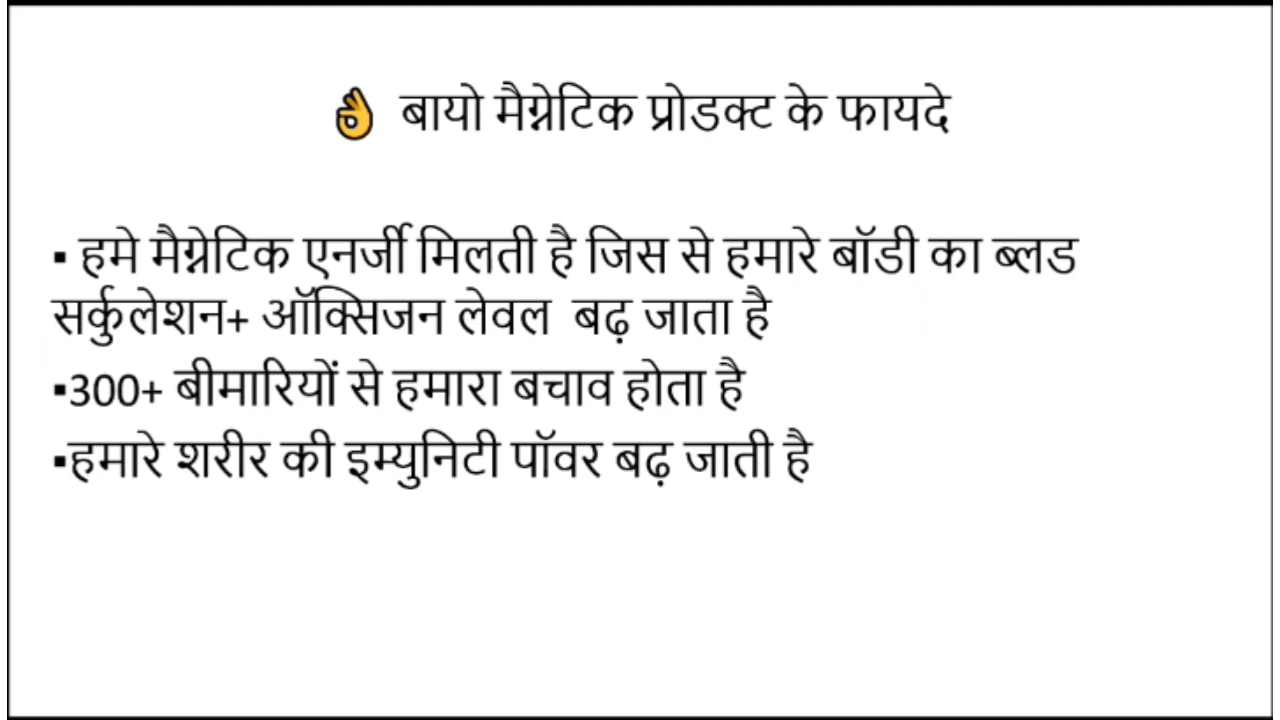 👌 बायो मैग्नेटिक प्रोडक्ट के फायदे
▪ हमे मैग्नेटिक एनर्जी मिलती है जिस से हमारे बॉडी का ब्लड
सर्कुलेशन+ ऑक्सिजन लेवल बढ़ जाता है
▪300+ बीमारियों से हमारा बचाव होता है
▪हमारे शरीर की इम्युनिटी पॉवर बढ़ जाती है